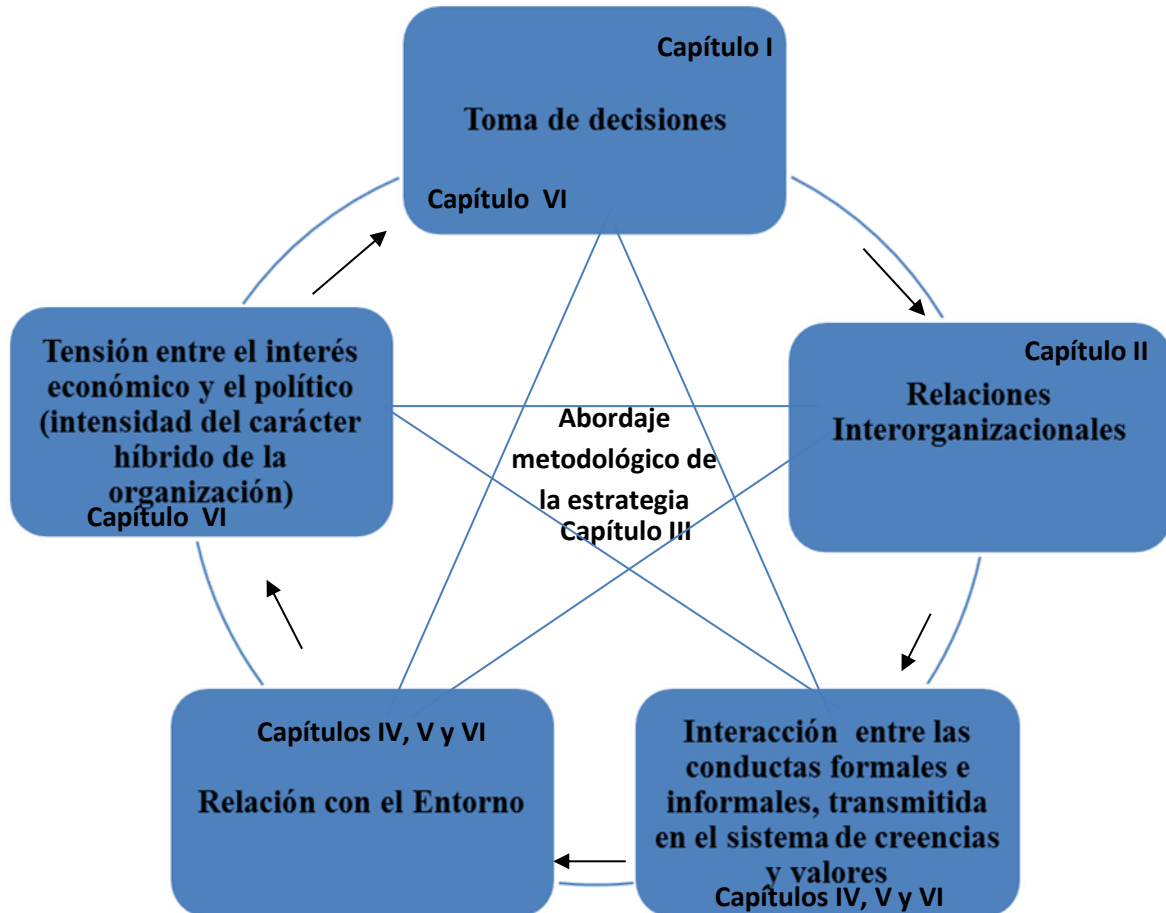 Capítulo I
Toma de decisiones
Capítulo VI
Capítulo II
Relaciones
Interorganizacionales
Interacción entre las
conductas formales e
informales, transmitida
en el sistema de creencias
y valores
Capítulos IV, V y VI
Capítulos IV, V y VI
Relación con el Entorno
Tensión entre el interés
económico y el político
(intensidad del carácter
híbrido de la
organización)
Capítulo VI
Abordaje
metodológico de
la estrategia
Capítulo III